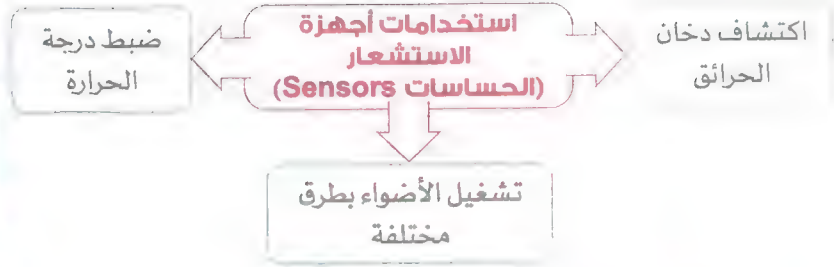 استخدامات أجهزة
الاستشعار
(الحساسات Sensors)
اكتشاف دخان
الحرائق
ضبط درجة
الحرارة
تشغيل الأضواء بطرق
مختلفة